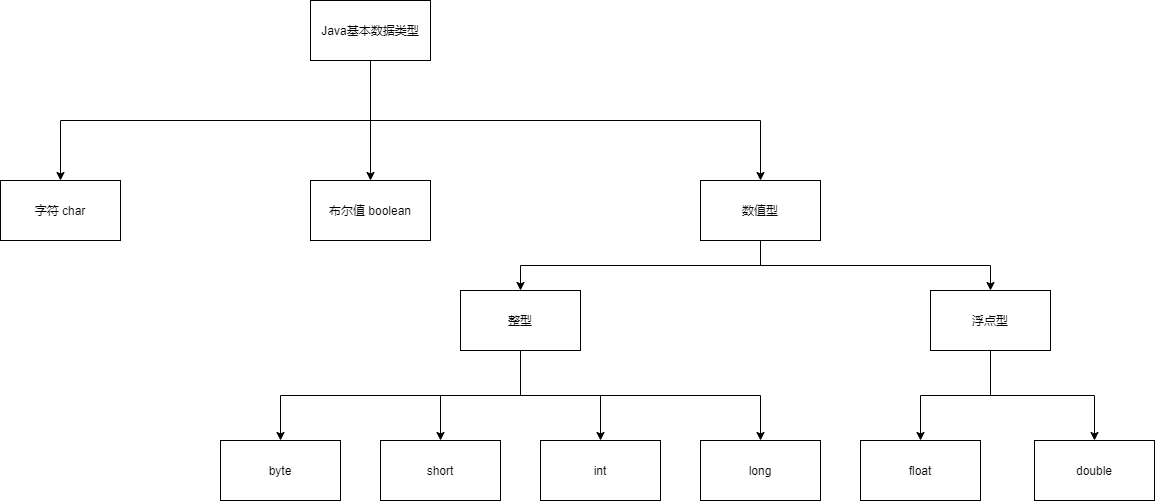 Java基本数据类型
字符 char
布尔值 boolean
数值型
整型
浮点型
byte
short
int
long
float
double